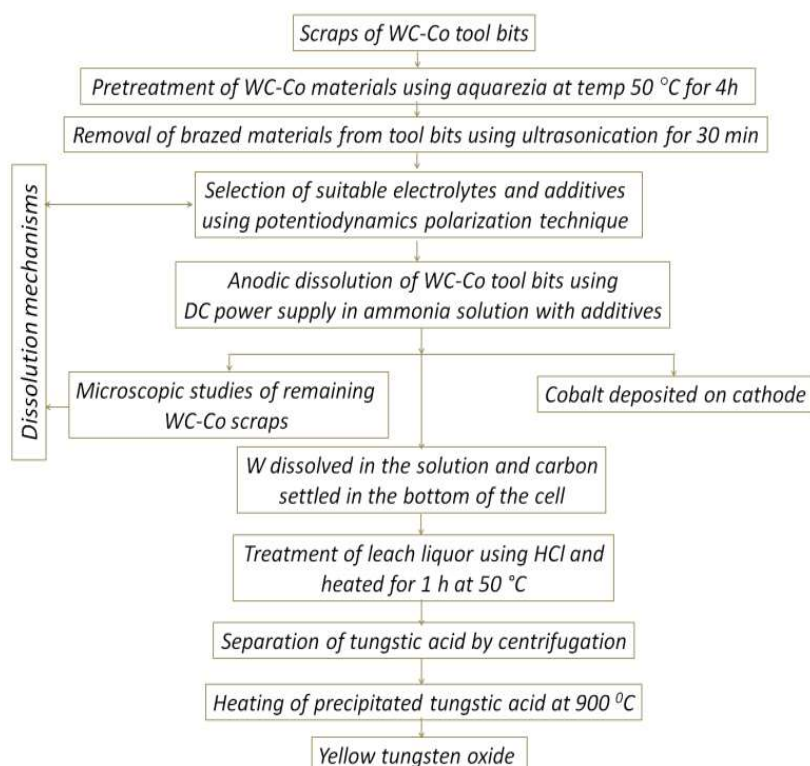 Scraps of WC-Co tool bits
Pretreatment of WC-Co materials using aquarezia at temp 50 °C for 4h
Removal of brazed materials from tool bits using ultrasonication for 30 min
Dissolution mechanisms
Selection of suitable electrolytes and additives
using potentiodynamics polarization technique
Anodic dissolution of WC-Co tool bits using
DC power supply in ammonia solution with additives
Microscopic studies of remaining
WC-Co scraps
Cobalt deposited on cathode
W dissolved in the solution and carbon
settled in the bottom of the cell
Treatment of leach liquor using HCl and
heated for 1 h at 50 °C
Separation of tungstic acid by centrifugation
Heating of precipitated tungstic acid at 900 ⁰C
Yellow tungsten oxide